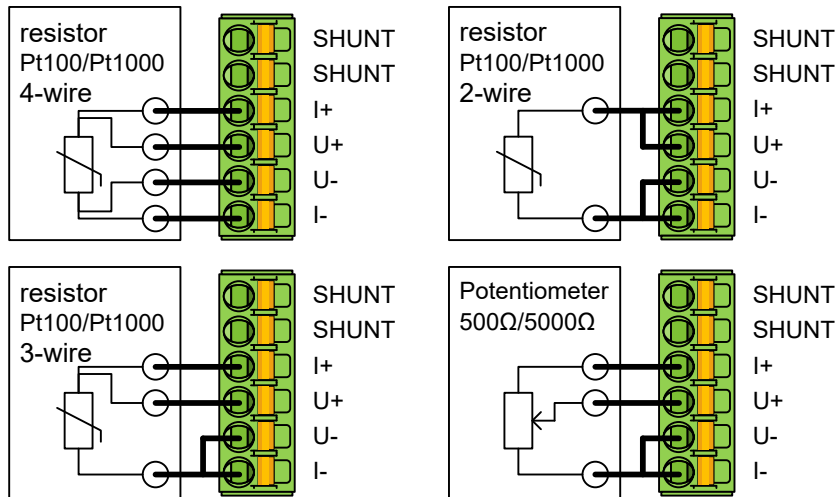 resistor
Pt100/Pt1000
4-wire
SHUNT
SHUNT
I+
U+
U-
I-
resistor
Pt100/Pt1000
2-wire
SHUNT
SHUNT
I+
U+
U-
I-
resistor
Pt100/Pt1000
3-wire
SHUNT
SHUNT
I+
U+
U-
I-
Potentiometer
500Ω/5000Ω
SHUNT
SHUNT
I+
U+
U-
I-